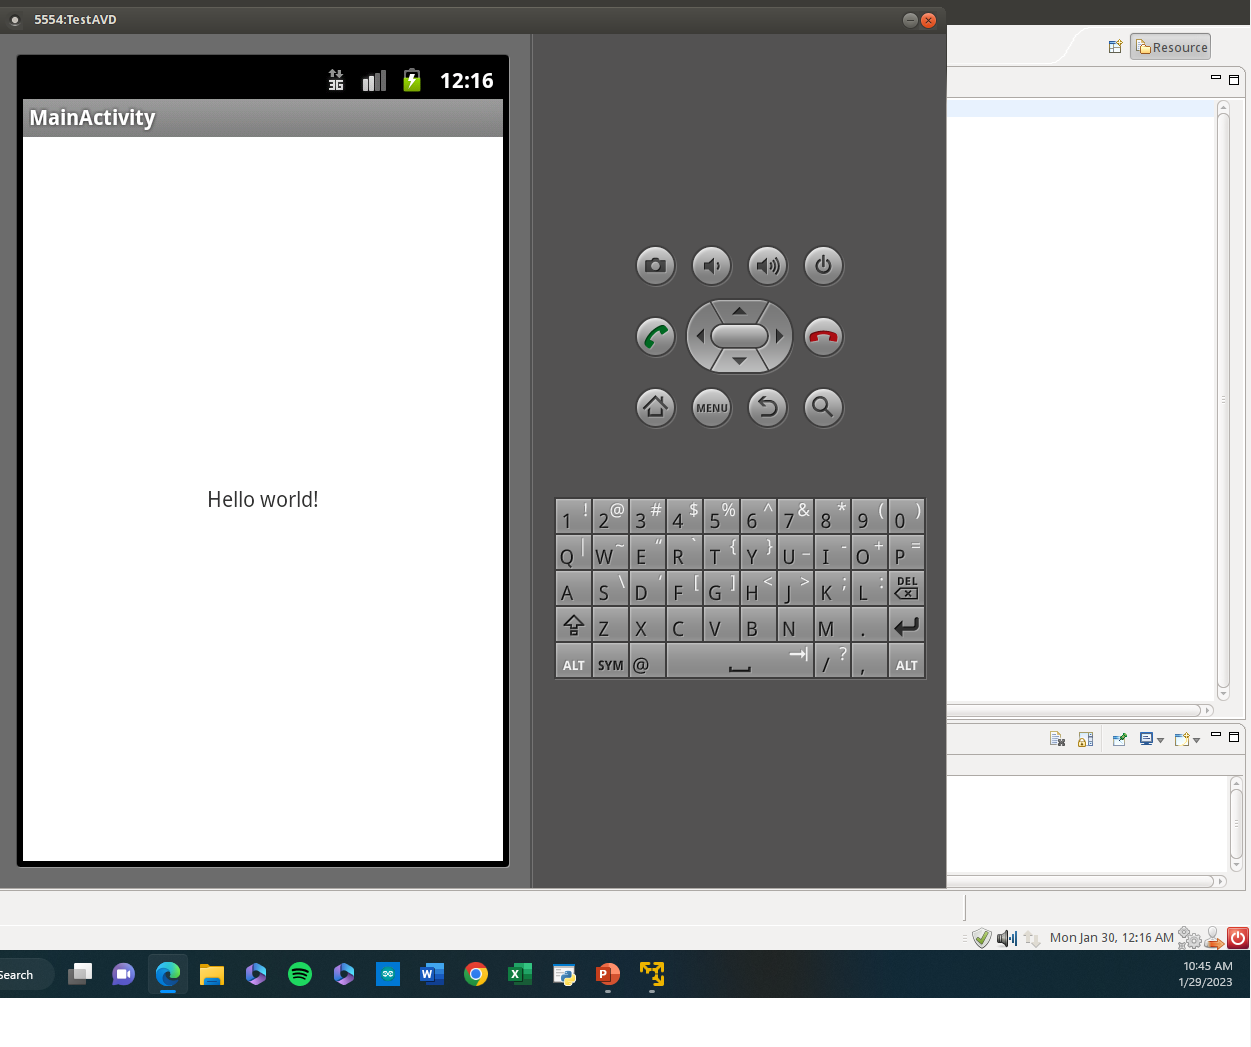 5554:TestAVD
Resource
3G 12:16
MainActivity
Hello world!
MENU
1 ! 2 @ 3 # 4 $ 5 % 6 ^ 7 & 8 * 9 ( 0 )
Q | W ~ E “ R ` T { Y } U _ I - O + P =
A S \ D ‘ F [ G ] H < J > K ; L : DEL
Z X C V B N M .
ALT SYM @ / ? , ALT
Mon Jan 30, 12:16 AM
Search
W X P
10:45 AM
1/29/2023